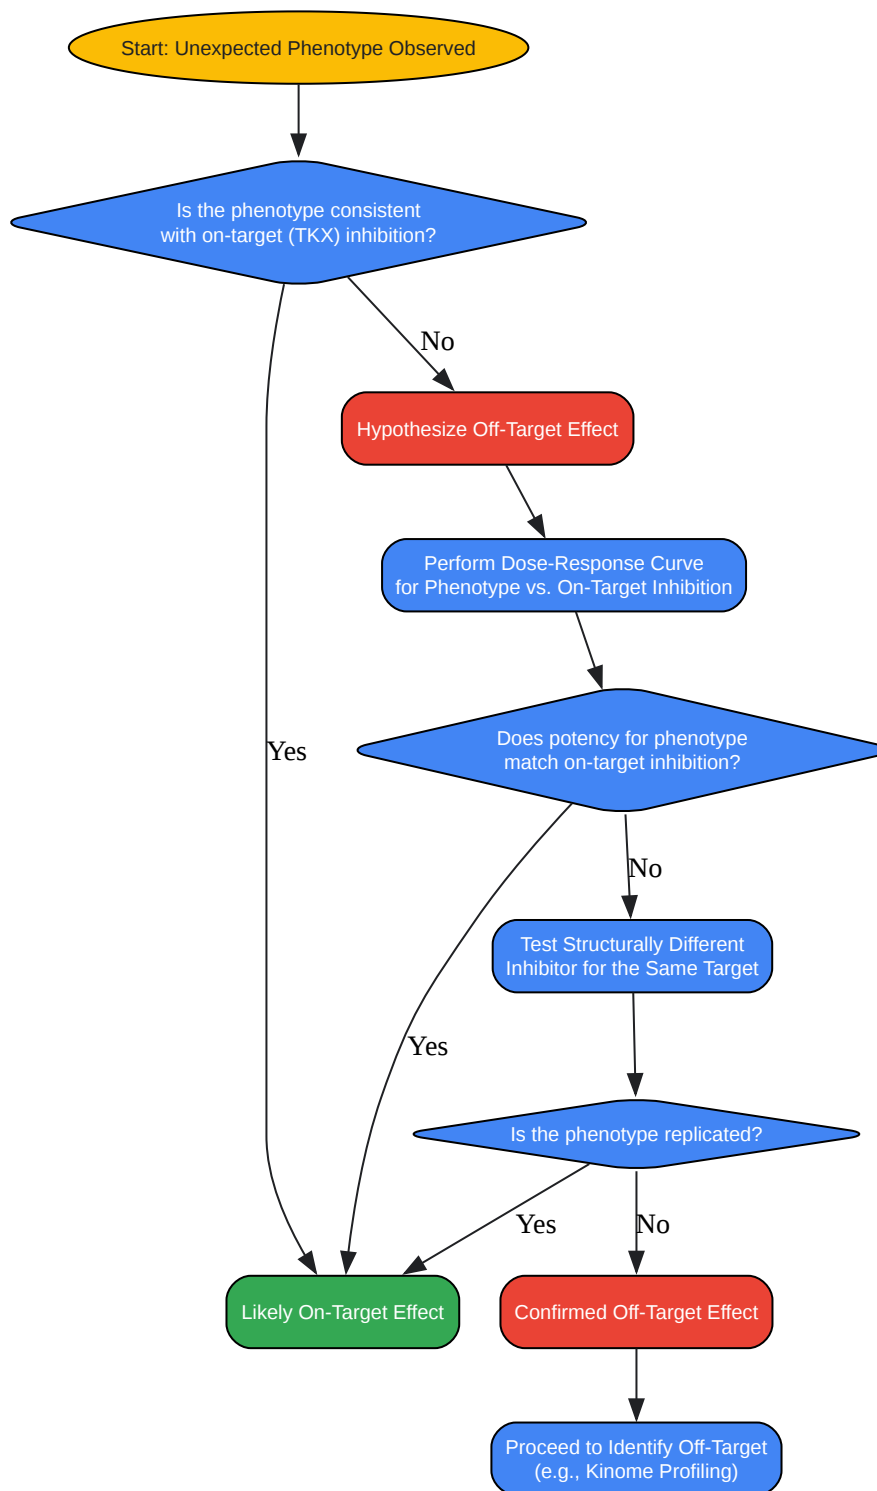 Start: Unexpected Phenotype Observed
Is the phenotype consistent
with on-target (TKX) inhibition?
No
Hypothesize Off-Target Effect
Perform Dose-Response Curve
for Phenotype vs. On-Target Inhibition
Yes
Does potency for phenotype
match on-target inhibition?
No
Test Structurally Different
Inhibitor for the Same Target
Yes
Is the phenotype replicated?
Yes
No
Likely On-Target Effect
Confirmed Off-Target Effect
Proceed to Identify Off-Target
(e.g., Kinome Profiling)